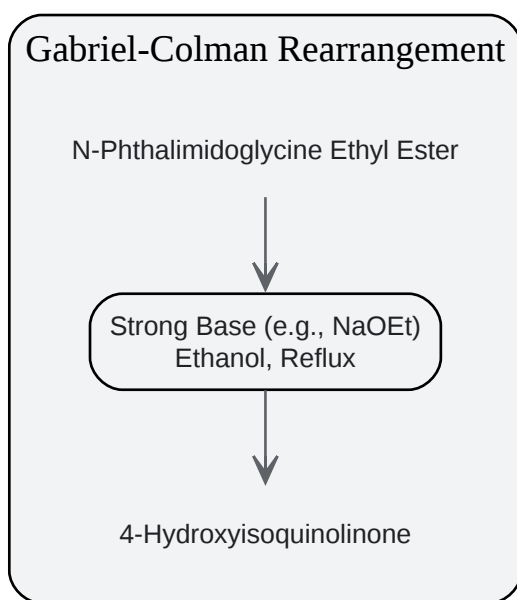 Gabriel-Colman Rearrangement
N-Phthalimidoglycine Ethyl Ester
Strong Base (e.g., NaOEt)
Ethanol, Reflux
4-Hydroxyisoquinolinone